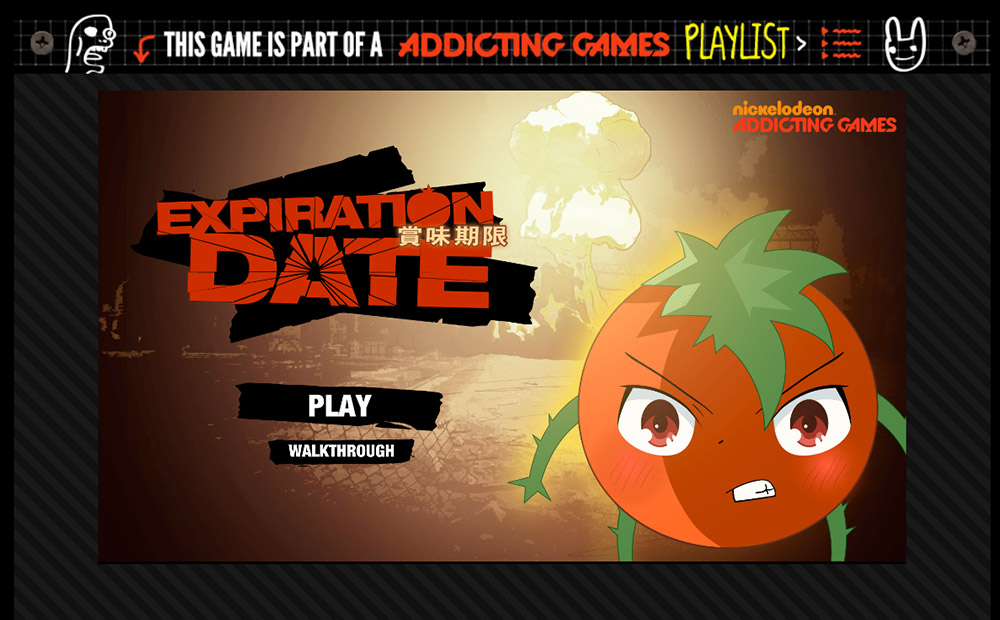 THIS GAME IS PART OF A ADDICTING GAMES PLAYLIST >
nickelodeon
ADDICTING GAMES
EXPIRATION
賞味期限
DATE
PLAY
WALKTHROUGH